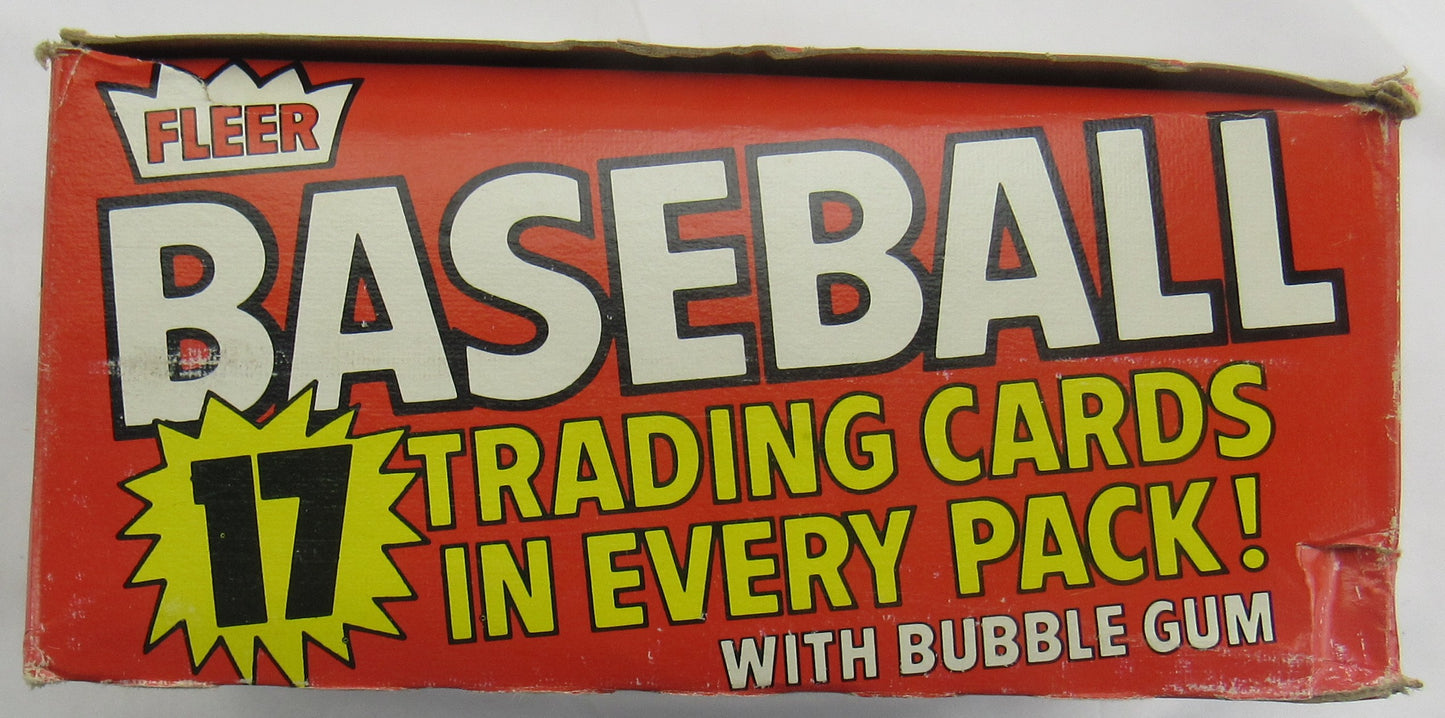 FLEER
BASEBALL
17 TRADING CARDS
IN EVERY PACK!
WITH BUBBLE GUM